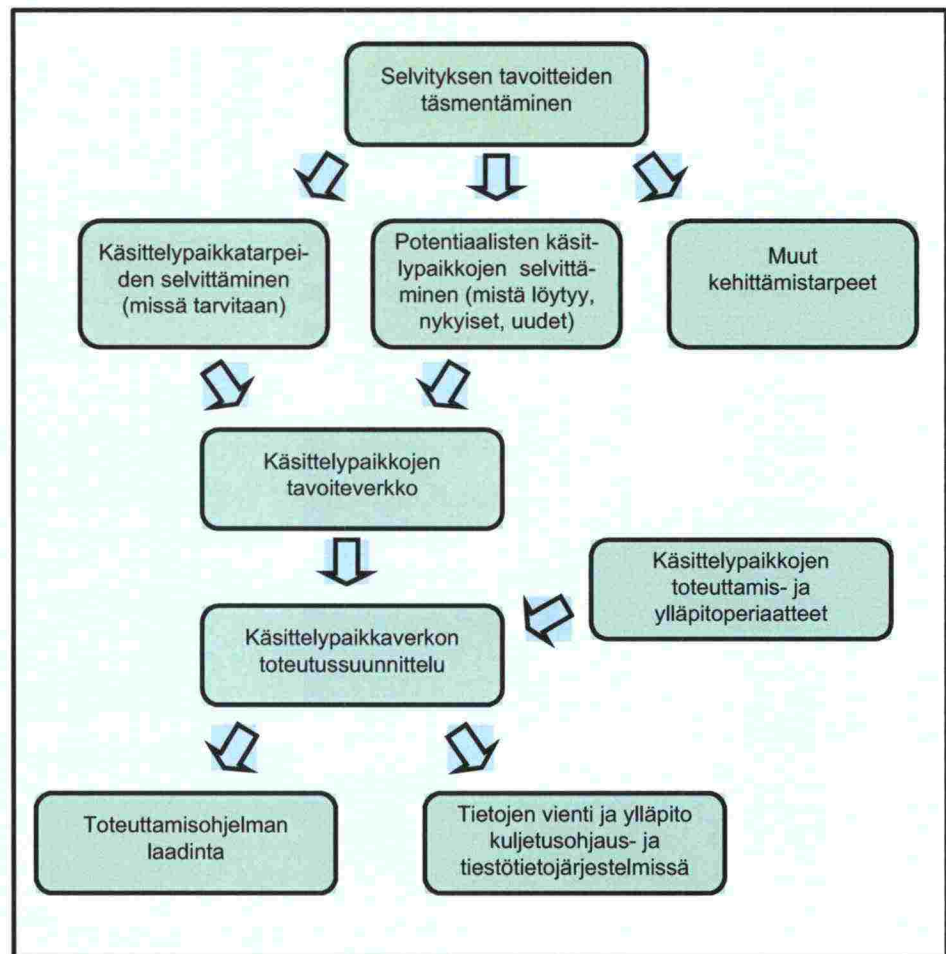 Selvityksen tavoitteiden
täsmentäminen
Käsittelypaikkatarpei-
den selvittäminen
(missä tarvitaan)
Potentiaalisten käsit-
lypaikkojen selvittä-
minen (mistä löytyy,
nykyiset, uudet)
Muut
kehittämistarpeet
Käsittelypaikkojen
tavoiteverkko
Käsittelypaikkojen
toteuttamis- ja
ylläpitoperiaatteet
Käsittelypaikkaverkon
toteutussuunnittelu
Toteuttamisohjelman
laadinta
Tietojen vienti ja ylläpito
kuljetusohjaus- ja
tiestötietojärjestelmissä